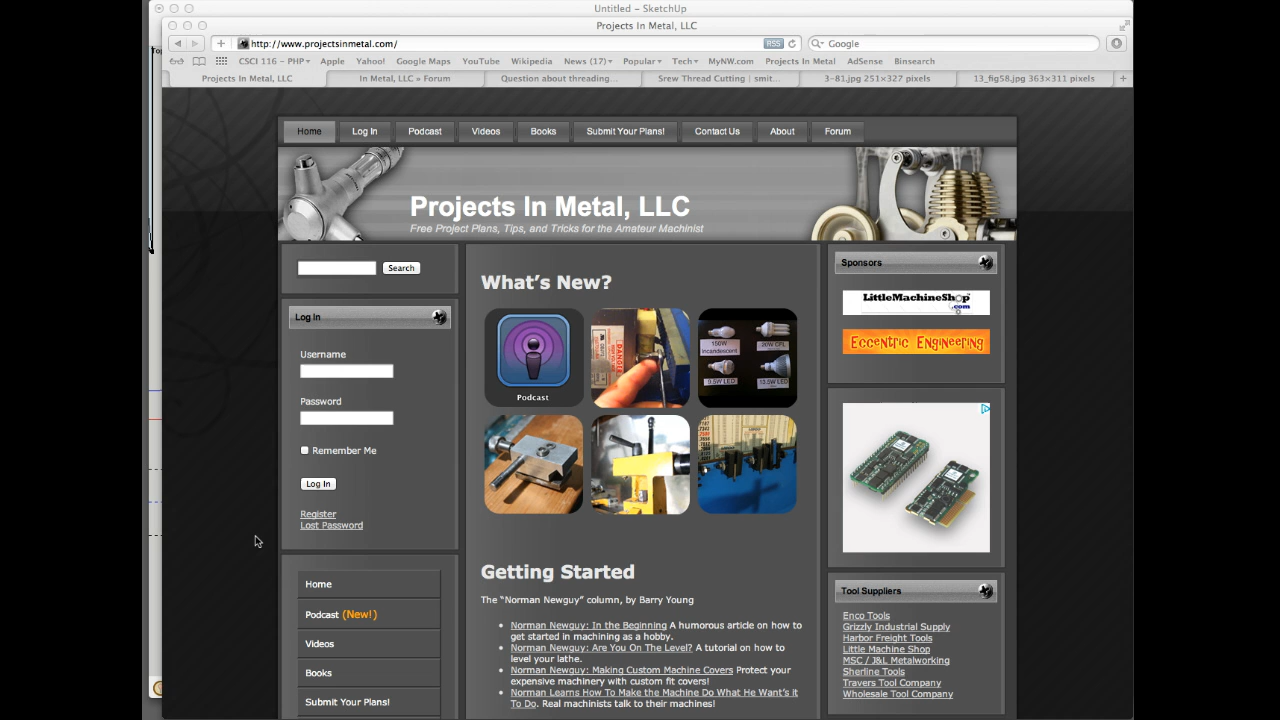 Untitled – SketchUp
Projects In Metal, LLC
http://www.projectsinmetal.com/
RSS
Google
CSCI 116 - PHP
Apple
Yahoo!
Google Maps
YouTube
Wikipedia
News (17)
Popular
Tech
MyNW.com
Projects In Metal
AdSense
Binsearch
Projects In Metal, LLC
In Metal, LLC » Forum
Question about threading...
Srew Thread Cutting | smit...
3-81.jpg 251×327 pixels
13_fig58.jpg 363×311 pixels
Home
Log In
Podcast
Videos
Books
Submit Your Plans!
Contact Us
About
Forum
Projects In Metal, LLC
Free Project Plans, Tips, and Tricks for the Amateur Machinist
Search
Log In
Username
Password
Remember Me
Log In
Register
Lost Password
Home
Podcast (New!)
Videos
Books
Submit Your Plans!
What's New?
Podcast
DANGER
150W
incandescent
20W CFL
13.5W LED
Getting Started
The "Norman Newguy" column, by Barry Young
• Norman Newguy: In the Beginning A humorous article on how to
get started in machining as a hobby.
• Norman Newguy: Are You On The Level? A tutorial on how to
level your lathe.
• Norman Newguy: Making Custom Machine Covers Protect your
expensive machinery with custom fit covers!
• Norman Learns How To Make the Machine Do What He Want's it
To Do. Real machinists talk to their machines!
Sponsors
LittleMachineShop
.com
Eccentric Engineering
Tool Suppliers
Enco Tools
Grizzly Industrial Supply
Harbor Freight Tools
Little Machine Shop
MSC / J&L Metalworking
Sherline Tools
Travers Tool Company
Wholesale Tool Company